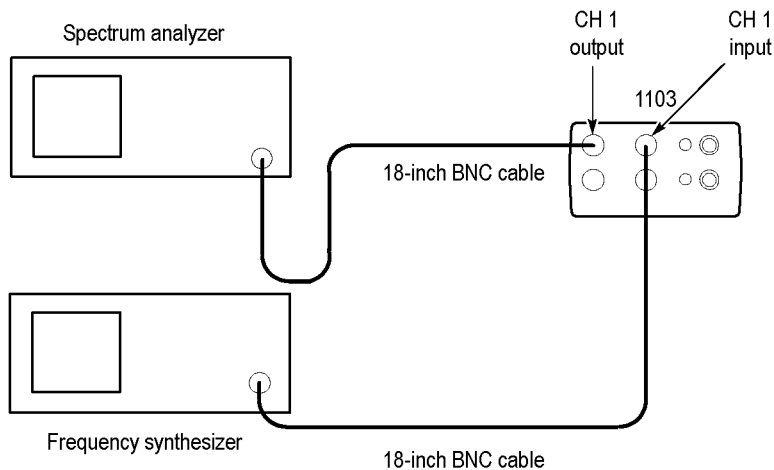 CH 1
output
CH 1
input
Spectrum analyzer
1103
18-inch BNC cable
Frequency synthesizer
18-inch BNC cable